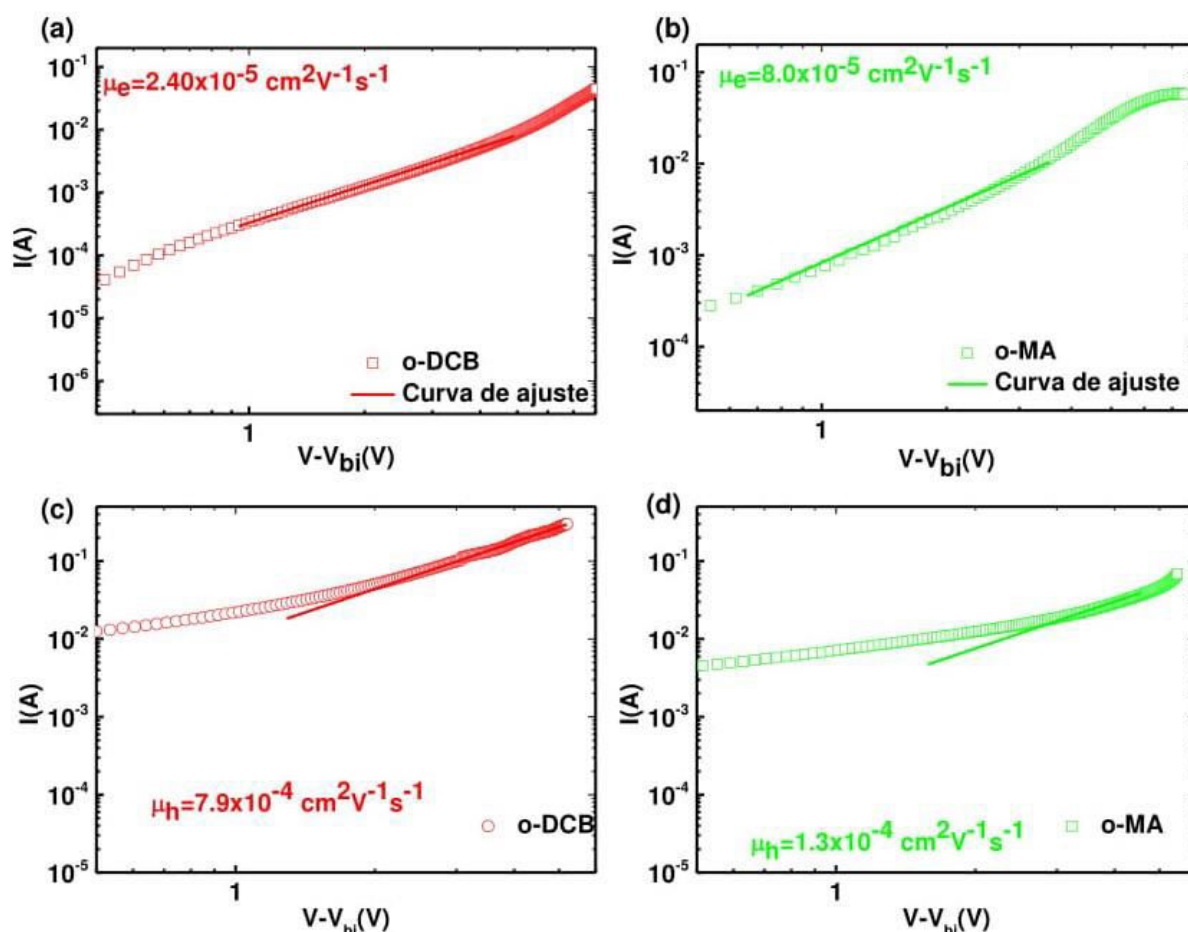 (a)
μe=2.40x10-5 cm2V-1s-1
10-1
10-2
10-3
10-4
10-5
10-6
I(A)
o-DCB
Curva de ajuste
1
V-Vbi(V)
(b)
μe=8.0x10-5 cm2V-1s-1
10-1
10-2
10-3
10-4
I(A)
o-MA
Curva de ajuste
1
V-Vbi(V)
(c)
10-1
10-2
10-3
10-4
10-5
I(A)
μh=7.9x10-4 cm2V-1s-1
o-DCB
1
V-Vbi(V)
(d)
10-1
10-2
10-3
10-4
10-5
I(A)
o-MA
μh=1.3x10-4 cm2V-1s-1
1
V-Vbi(V)